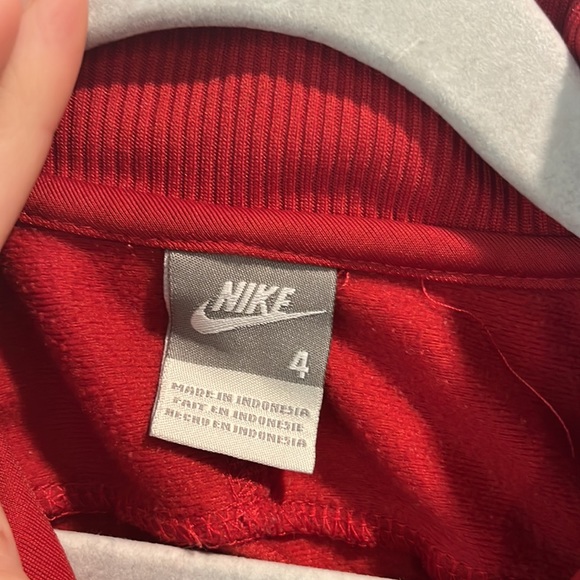 NIKE
4
MADE IN INDONESIA
FAIT EN INDONESIE
HECHO EN INDONESIA